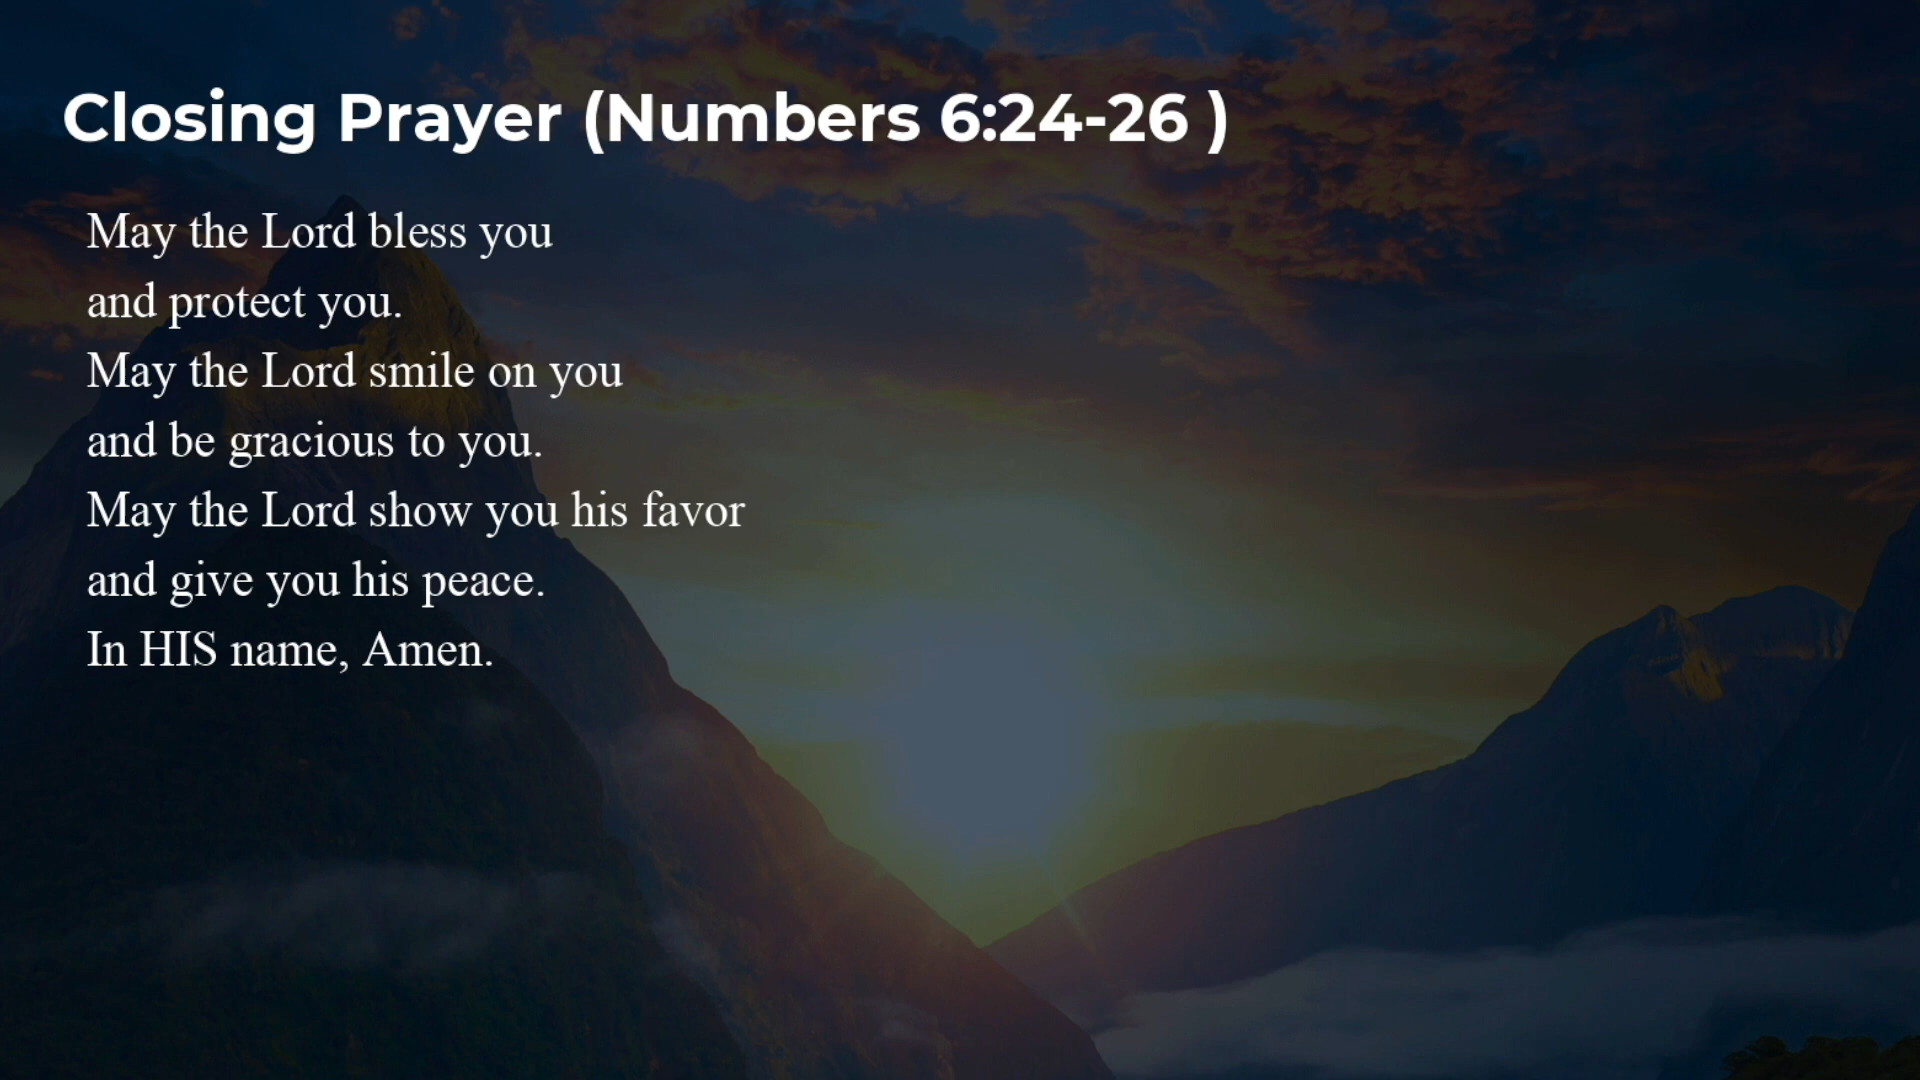 Closing Prayer (Numbers 6:24-26 )
May the Lord bless you
and protect you.
May the Lord smile on you
and be gracious to you.
May the Lord show you his favor
and give you his peace.
In HIS name, Amen.